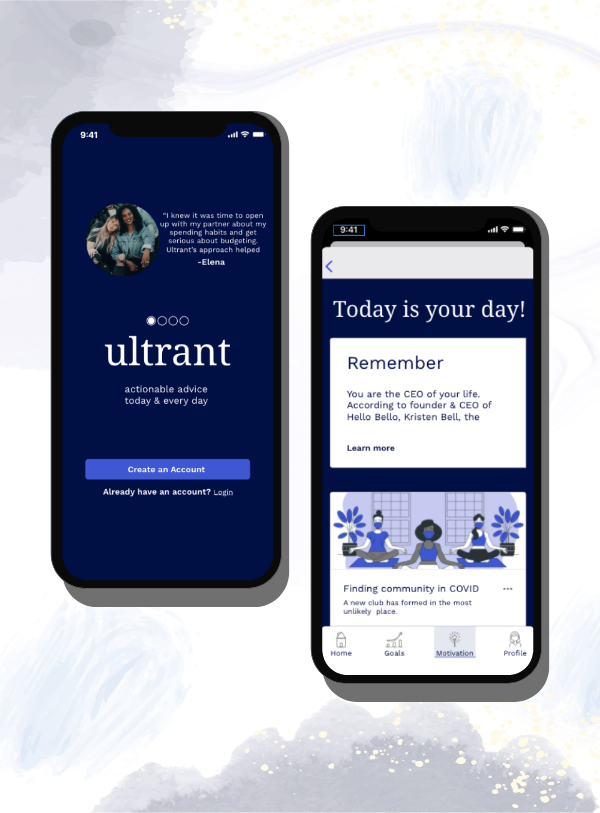 9:41
"I knew it was time to open
up with my partner about my
spending habits and get
serious about budgeting.
Ultrant's approach helped
-Elena
ultrant
actionable advice
today & every day
Create an Account
Already have an account? Login
9:41
Today is your day!
Remember
You are the CEO of your life.
According to founder & CEO of
Hello Bello, Kristen Bell, the
Learn more
Finding community in COVID
A new club has formed in the most
unlikely place.
Home
Goals
Motivation
Profile